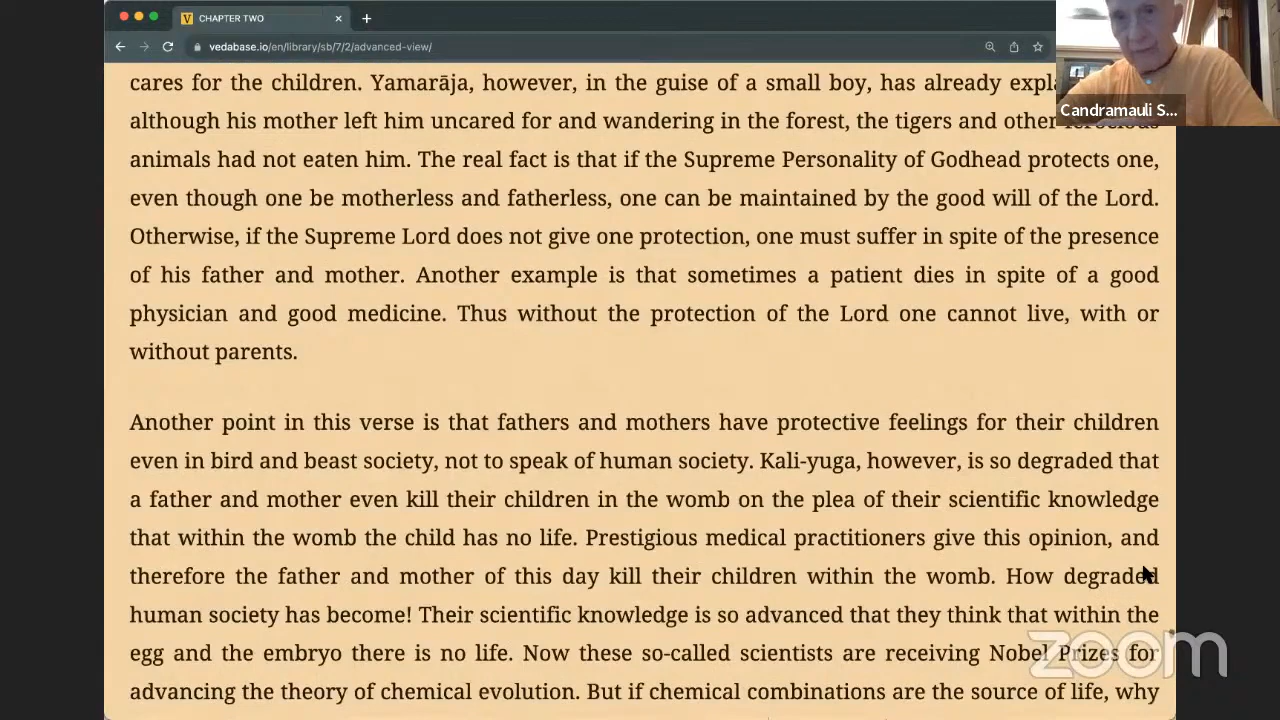 CHAPTER TWO
vedabase.io/en/library/sb/7/2/advanced-view/
Candramauli S...
cares for the children. Yamarāja, however, in the guise of a small boy, has already
although his mother left him uncared for and wandering in the forest, the tigers and other ferocious
animals had not eaten him. The real fact is that if the Supreme Personality of Godhead protects one,
even though one be motherless and fatherless, one can be maintained by the good will of the Lord.
Otherwise, if the Supreme Lord does not give one protection, one must suffer in spite of the presence
of his father and mother. Another example is that sometimes a patient dies in spite of a good
physician and good medicine. Thus without the protection of the Lord one cannot live, with or
without parents.
Another point in this verse is that fathers and mothers have protective feelings for their children
even in bird and beast society, not to speak of human society. Kali-yuga, however, is so degraded that
a father and mother even kill their children in the womb on the plea of their scientific knowledge
that within the womb the child has no life. Prestigious medical practitioners give this opinion, and
therefore the father and mother of this day kill their children within the womb. How degraded
human society has become! Their scientific knowledge is so advanced that they think that within the
egg and the embryo there is no life. Now these so-called scientists are receiving Nobel Prizes for
advancing the theory of chemical evolution. But if chemical combinations are the source of life, why
zoom